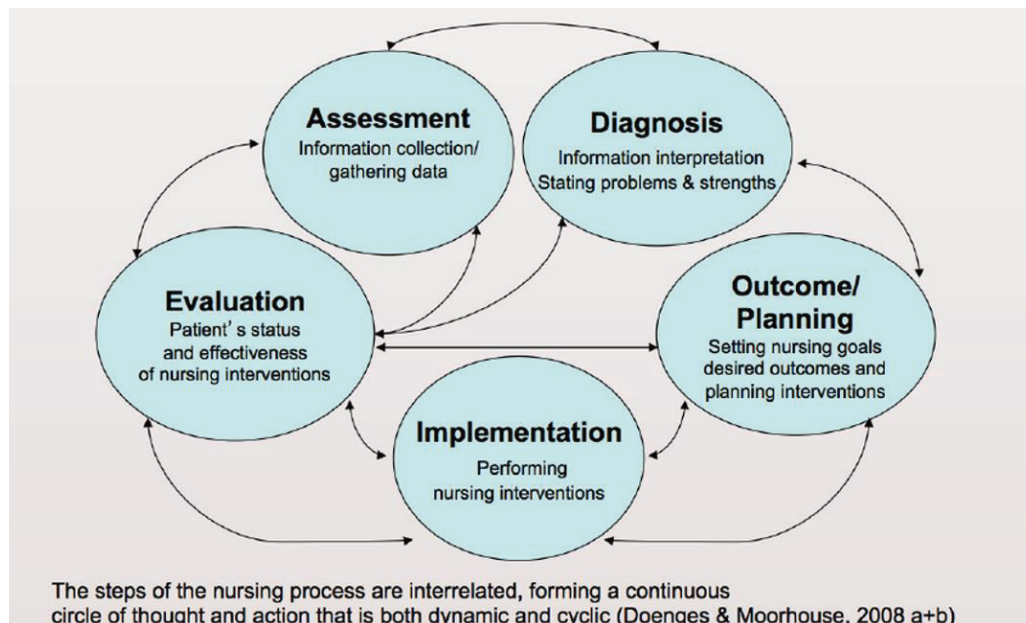 Assessment
Information collection/
gathering data
Diagnosis
Information interpretation
Stating problems & strengths
Evaluation
Patient's status
and effectiveness
of nursing interventions
Outcome/
Planning
Setting nursing goals
desired outcomes and
planning interventions
Implementation
Performing
nursing interventions
The steps of the nursing process are interrelated, forming a continuous
circle of thought and action that is both dynamic and cyclic (Doenges & Moorhouse, 2008 a+b)